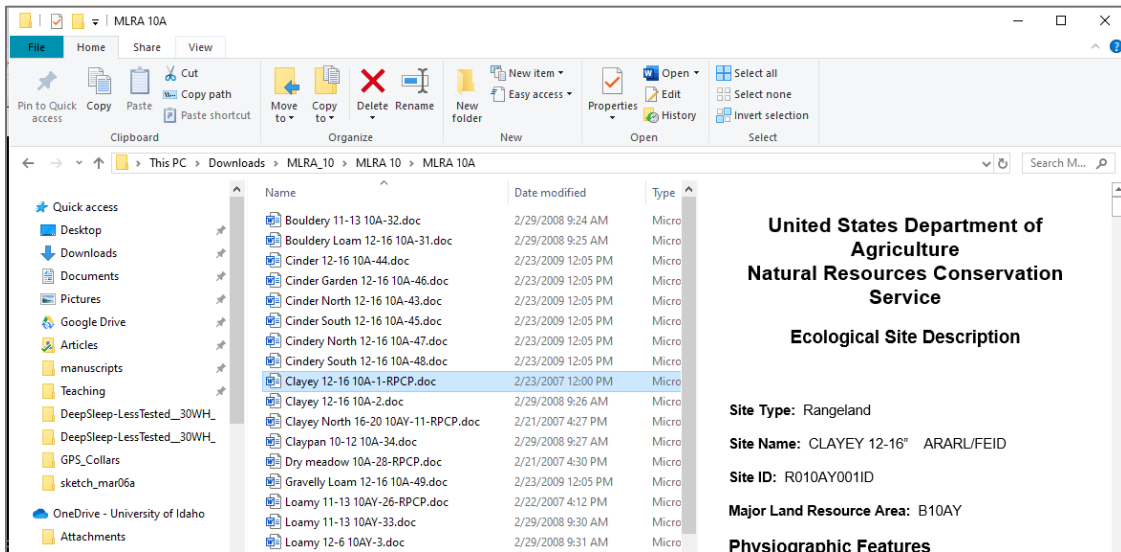 MLRA 10A
File Home Share View
Pin to Quick access
Copy
Paste
Cut
Copy path
Paste shortcut
Clipboard
Move to
Copy to
Delete
Rename
Organize
New folder
New item
Easy access
New
Properties
Open
Edit
History
Open
Select all
Select none
Invert selection
Select
This PC > Downloads > MLRA_10 > MLRA 10 > MLRA 10A
Search M...
Quick access
Desktop
Downloads
Documents
Pictures
Google Drive
Articles
manuscripts
Teaching
DeepSleep-LessTested__30WH_
DeepSleep-LessTested__30WH_
GPS_Collars
sketch_mar06a
OneDrive - University of Idaho
Attachments
Name Date modified Type
Bouldery 11-13 10A-32.doc 2/29/2008 9:24 AM Micro
Bouldery Loam 12-16 10A-31.doc 2/29/2008 9:25 AM Micro
Cinder 12-16 10A-44.doc 2/23/2009 12:05 PM Micro
Cinder Garden 12-16 10A-46.doc 2/23/2009 12:05 PM Micro
Cinder North 12-16 10A-43.doc 2/23/2009 12:05 PM Micro
Cinder South 12-16 10A-45.doc 2/23/2009 12:05 PM Micro
Cindery North 12-16 10A-47.doc 2/23/2009 12:05 PM Micro
Cindery South 12-16 10A-48.doc 2/23/2009 12:05 PM Micro
Clayey 12-16 10A-1-RPCP.doc 2/23/2007 12:00 PM Micro
Clayey 12-16 10A-2.doc 2/29/2008 9:26 AM Micro
Clayey North 16-20 10AY-11-RPCP.doc 2/21/2007 4:27 PM Micro
Claypan 10-12 10A-34.doc 2/29/2008 9:27 AM Micro
Dry meadow 10A-28-RPCP.doc 2/21/2007 4:30 PM Micro
Gravelly Loam 12-16 10A-49.doc 2/23/2009 12:05 PM Micro
Loamy 11-13 10AY-26-RPCP.doc 2/22/2007 4:12 PM Micro
Loamy 11-13 10AY-33.doc 2/29/2008 9:30 AM Micro
Loamy 12-6 10AY-3.doc 2/29/2008 9:31 AM Micro
United States Department of
Agriculture
Natural Resources Conservation
Service
Ecological Site Description
Site Type: Rangeland
Site Name: CLAYEY 12-16" ARARL/FEID
Site ID: R010AY001ID
Major Land Resource Area: B10AY
Physiographic Features